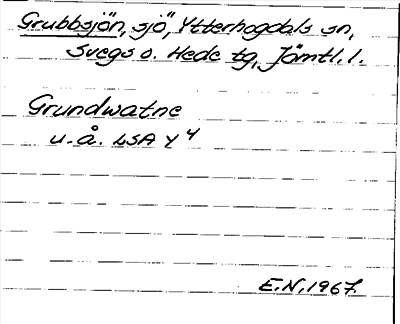 Grubbsjön, sjö, Ytterhogdals sn,
Svegs o. Hede tg, Jämtl. l.
Grundwatne
u.å. LSA Y 4
E.N. 1967.